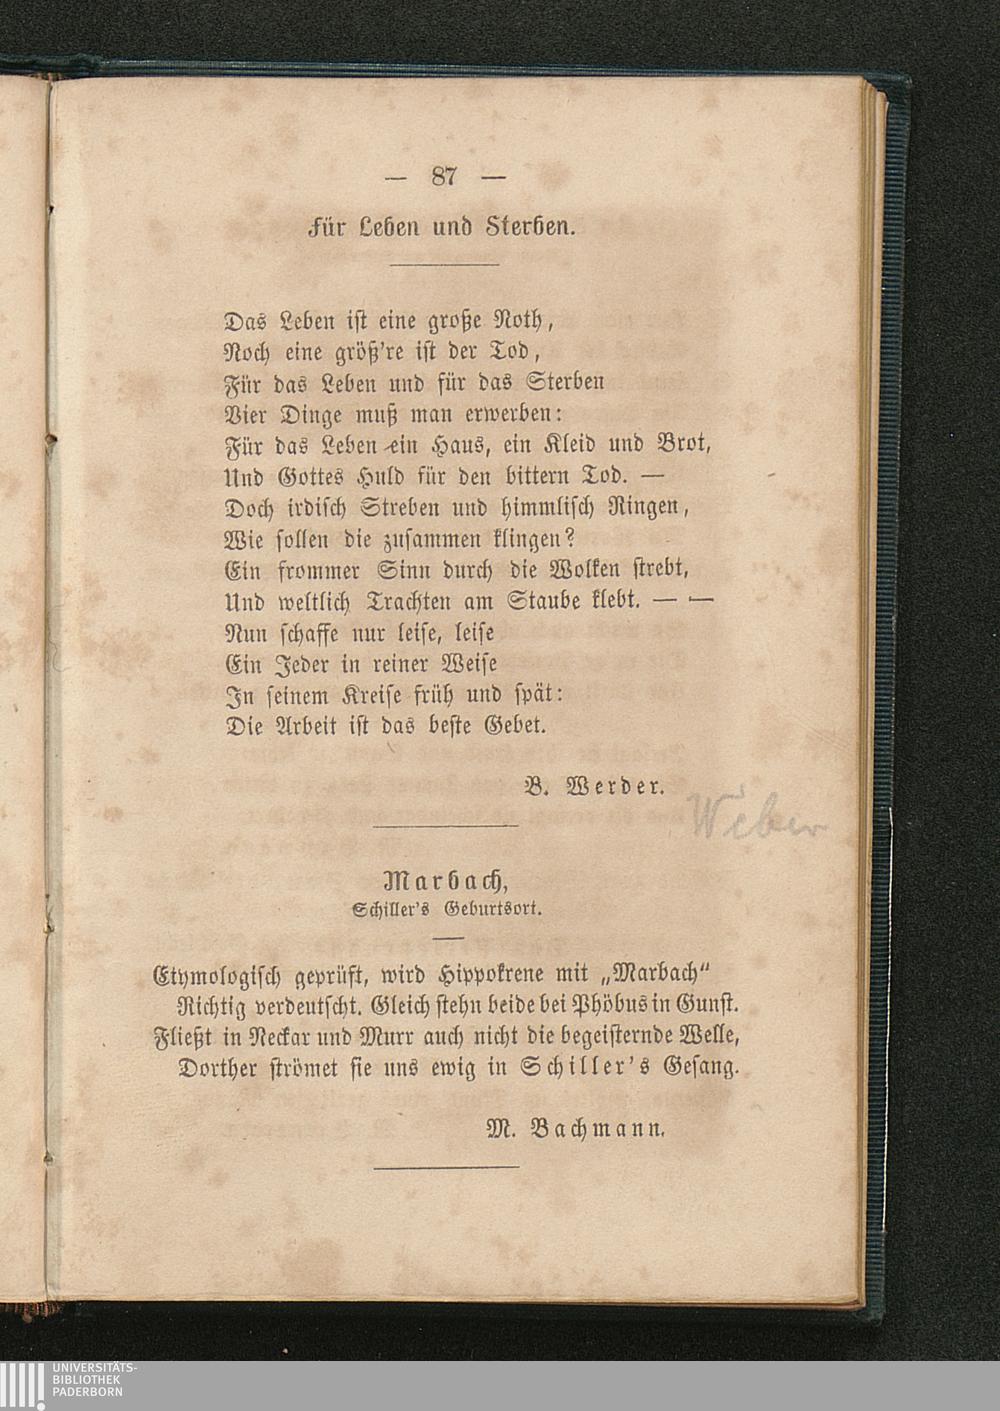 — 87 —
Für Leben und Sterben.
Das Leben ist eine große Noth,
Noch eine größ're ist der Tod,
Für das Leben und für das Sterben
Vier Dinge muß man erwerben:
Für das Leben ein Haus, ein Kleid und Brot,
Und Gottes Huld für den bittern Tod. —
Doch irdisch Streben und himmlisch Ringen,
Wie sollen die zusammen klingen?
Ein frommer Sinn durch die Wolken strebt,
Und weltlich Trachten am Staube klebt. — —
Nun schaffe nur leise, leise
Ein Jeder in reiner Weise
In seinem Kreise früh und spät:
Die Arbeit ist das beste Gebet.
B. Werder.
Weber
Marbach,
Schiller's Geburtsort.
Etymologisch geprüft, wird Hippokrene mit „Marbach“
Richtig verdeutscht. Gleich stehn beide bei Phöbus in Gunst.
Fließt in Neckar und Murr auch nicht die begeisternde Welle,
Dorther strömet sie uns ewig in Schiller's Gesang.
M. Bachmann.
UNIVERSITÄTS-
BIBLIOTHEK
PADERBORN